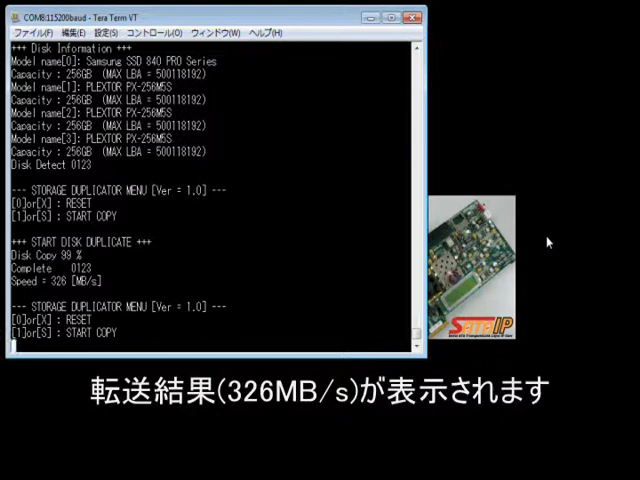 COM8:115200baud - Tera Term VT
ファイル(F) 編集(E) 設定(S) コントロール(O) ウィンドウ(W) ヘルプ(H)
+++ Disk Information +++
Model name[0]: Samsung SSD 840 PRO Series
Capacity : 256GB (MAX LBA = 500118192)
Model name[1]: PLEXTOR PX-256M5S
Capacity : 256GB (MAX LBA = 500118192)
Model name[2]: PLEXTOR PX-256M5S
Capacity : 256GB (MAX LBA = 500118192)
Model name[3]: PLEXTOR PX-256M5S
Capacity : 256GB (MAX LBA = 500118192)
Disk Detect 0123
--- STORAGE DUPLICATOR MENU [Ver = 1.0] ---
[0]or[X] : RESET
[1]or[S] : START COPY
+++ START DISK DUPLICATE +++
Disk Copy 99 %
Complete 0123
Speed = 326 [MB/s]
--- STORAGE DUPLICATOR MENU [Ver = 1.0] ---
[0]or[X] : RESET
[1]or[S] : START COPY
SATA IP
転送結果(326MB/s)が表示されます